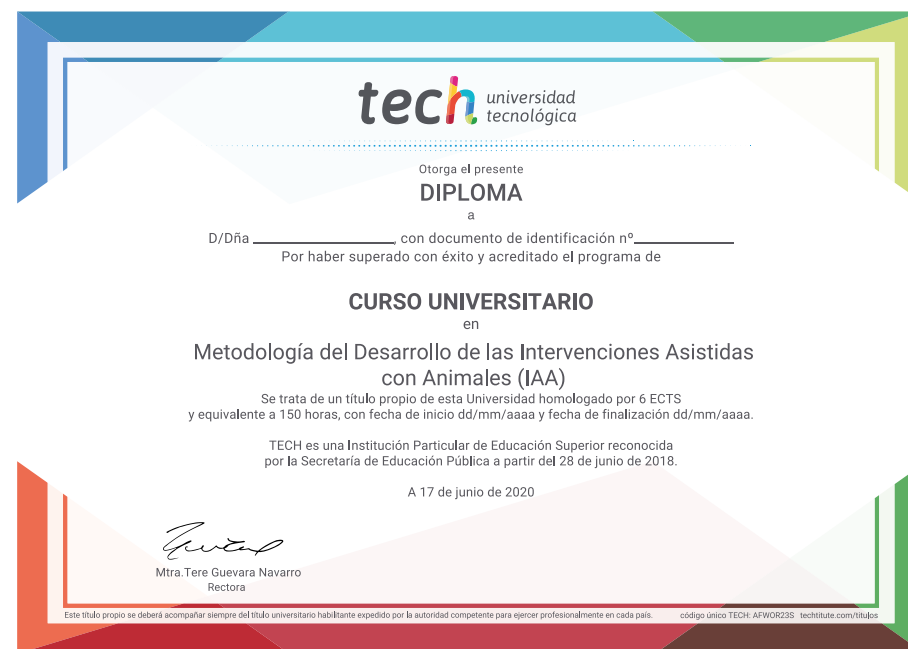 tech universidad
tecnológica
Otorga el presente
DIPLOMA
a
D/Dña ____________________, con documento de identificación nº______________
Por haber superado con éxito y acreditado el programa de
CURSO UNIVERSITARIO
en
Metodología del Desarrollo de las Intervenciones Asistidas
con Animales (IAA)
Se trata de un título propio de esta Universidad homologado por 6 ECTS
y equivalente a 150 horas, con fecha de inicio dd/mm/aaaa y fecha de finalización dd/mm/aaaa.
TECH es una Institución Particular de Educación Superior reconocida
por la Secretaría de Educación Pública a partir del 28 de junio de 2018.
A 17 de junio de 2020
Mtra.Tere Guevara Navarro
Rectora
Este título propio se deberá acompañar siempre del título universitario habilitante expedido por la autoridad competente para ejercer profesionalmente en cada país. código único TECH: AFWOR23S techtitute.com/titulos